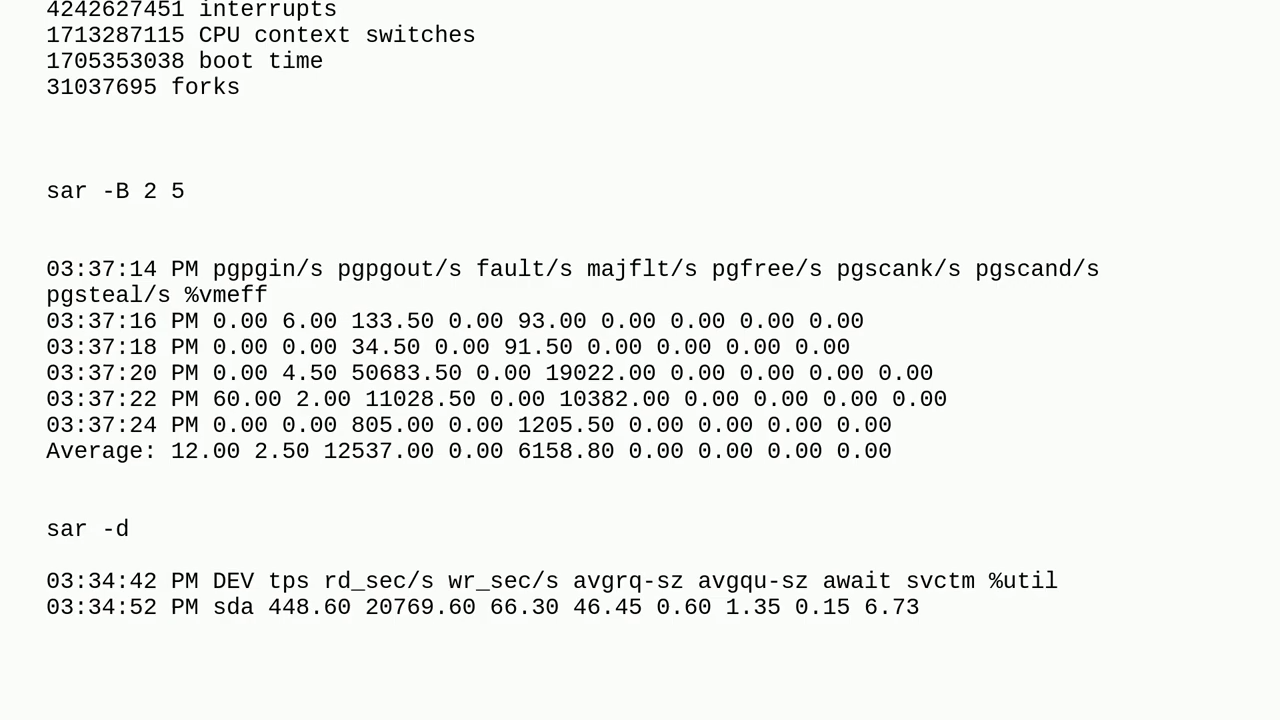 4242627451 interrupts
1713287115 CPU context switches
1705353038 boot time
31037695 forks
sar -B 2 5
03:37:14 PM pgpgin/s pgpgout/s fault/s majflt/s pgfree/s pgscank/s pgscand/s
pgsteal/s %vmeff
03:37:16 PM 0.00 6.00 133.50 0.00 93.00 0.00 0.00 0.00 0.00
03:37:18 PM 0.00 0.00 34.50 0.00 91.50 0.00 0.00 0.00 0.00
03:37:20 PM 0.00 4.50 50683.50 0.00 19022.00 0.00 0.00 0.00 0.00
03:37:22 PM 60.00 2.00 11028.50 0.00 10382.00 0.00 0.00 0.00 0.00
03:37:24 PM 0.00 0.00 805.00 0.00 1205.50 0.00 0.00 0.00 0.00
Average: 12.00 2.50 12537.00 0.00 6158.80 0.00 0.00 0.00 0.00
sar -d
03:34:42 PM DEV tps rd_sec/s wr_sec/s avgrq-sz avgqu-sz await svctm %util
03:34:52 PM sda 448.60 20769.60 66.30 46.45 0.60 1.35 0.15 6.73